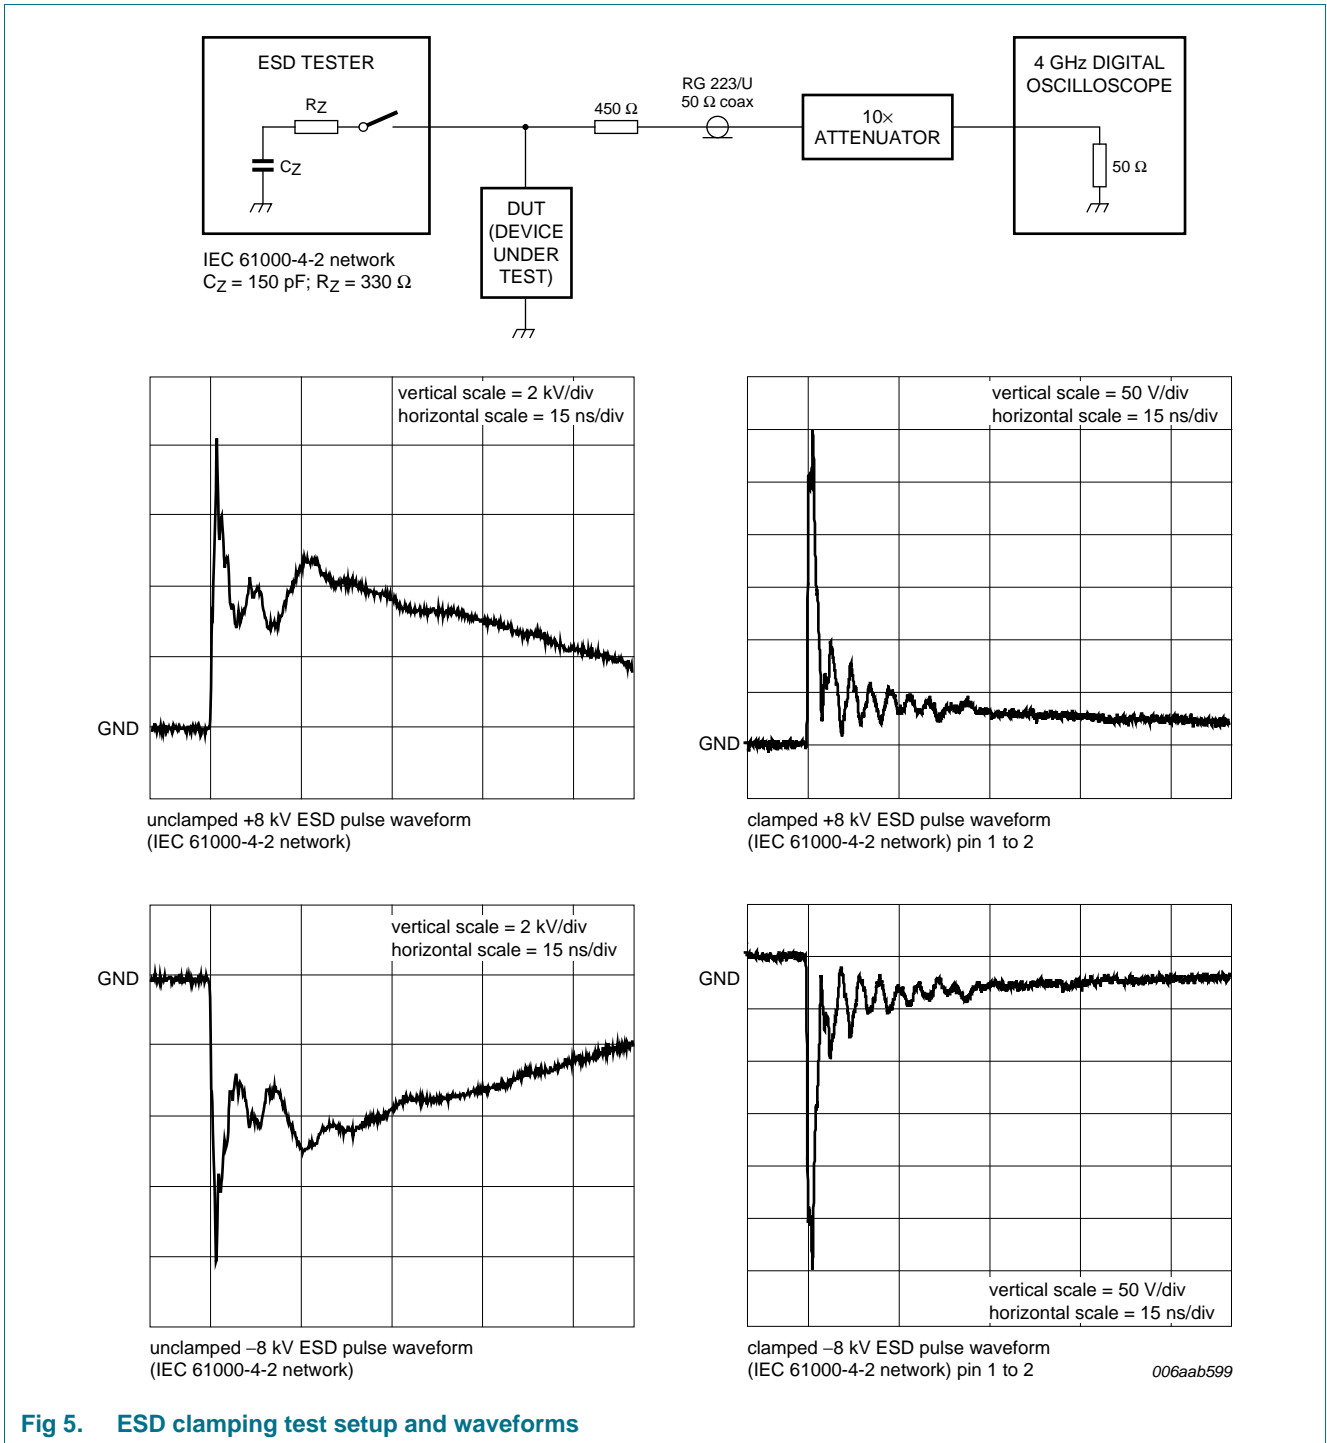 ESD TESTER
RZ
CZ
IEC 61000-4-2 network
CZ = 150 pF; RZ = 330 Ω
DUT
(DEVICE
UNDER
TEST)
450 Ω
RG 223/U
50 Ω coax
10×
ATTENUATOR
4 GHz DIGITAL
OSCILLOSCOPE
50 Ω
vertical scale = 2 kV/div
horizontal scale = 15 ns/div
GND
unclamped +8 kV ESD pulse waveform
(IEC 61000-4-2 network)
vertical scale = 50 V/div
horizontal scale = 15 ns/div
GND
clamped +8 kV ESD pulse waveform
(IEC 61000-4-2 network) pin 1 to 2
vertical scale = 2 kV/div
horizontal scale = 15 ns/div
GND
unclamped −8 kV ESD pulse waveform
(IEC 61000-4-2 network)
GND
vertical scale = 50 V/div
horizontal scale = 15 ns/div
clamped −8 kV ESD pulse waveform
(IEC 61000-4-2 network) pin 1 to 2
006aab599
Fig 5. ESD clamping test setup and waveforms